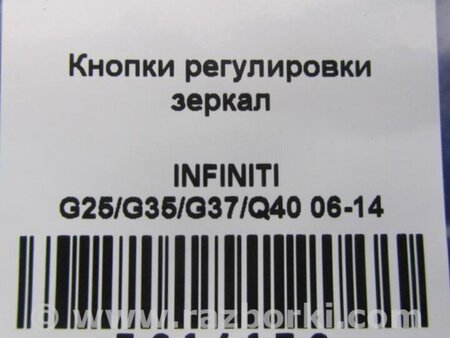 Кнопки регулировки
зеркал
INFINITI
G25/G35/G37/Q40 06-14
www.razborki.com